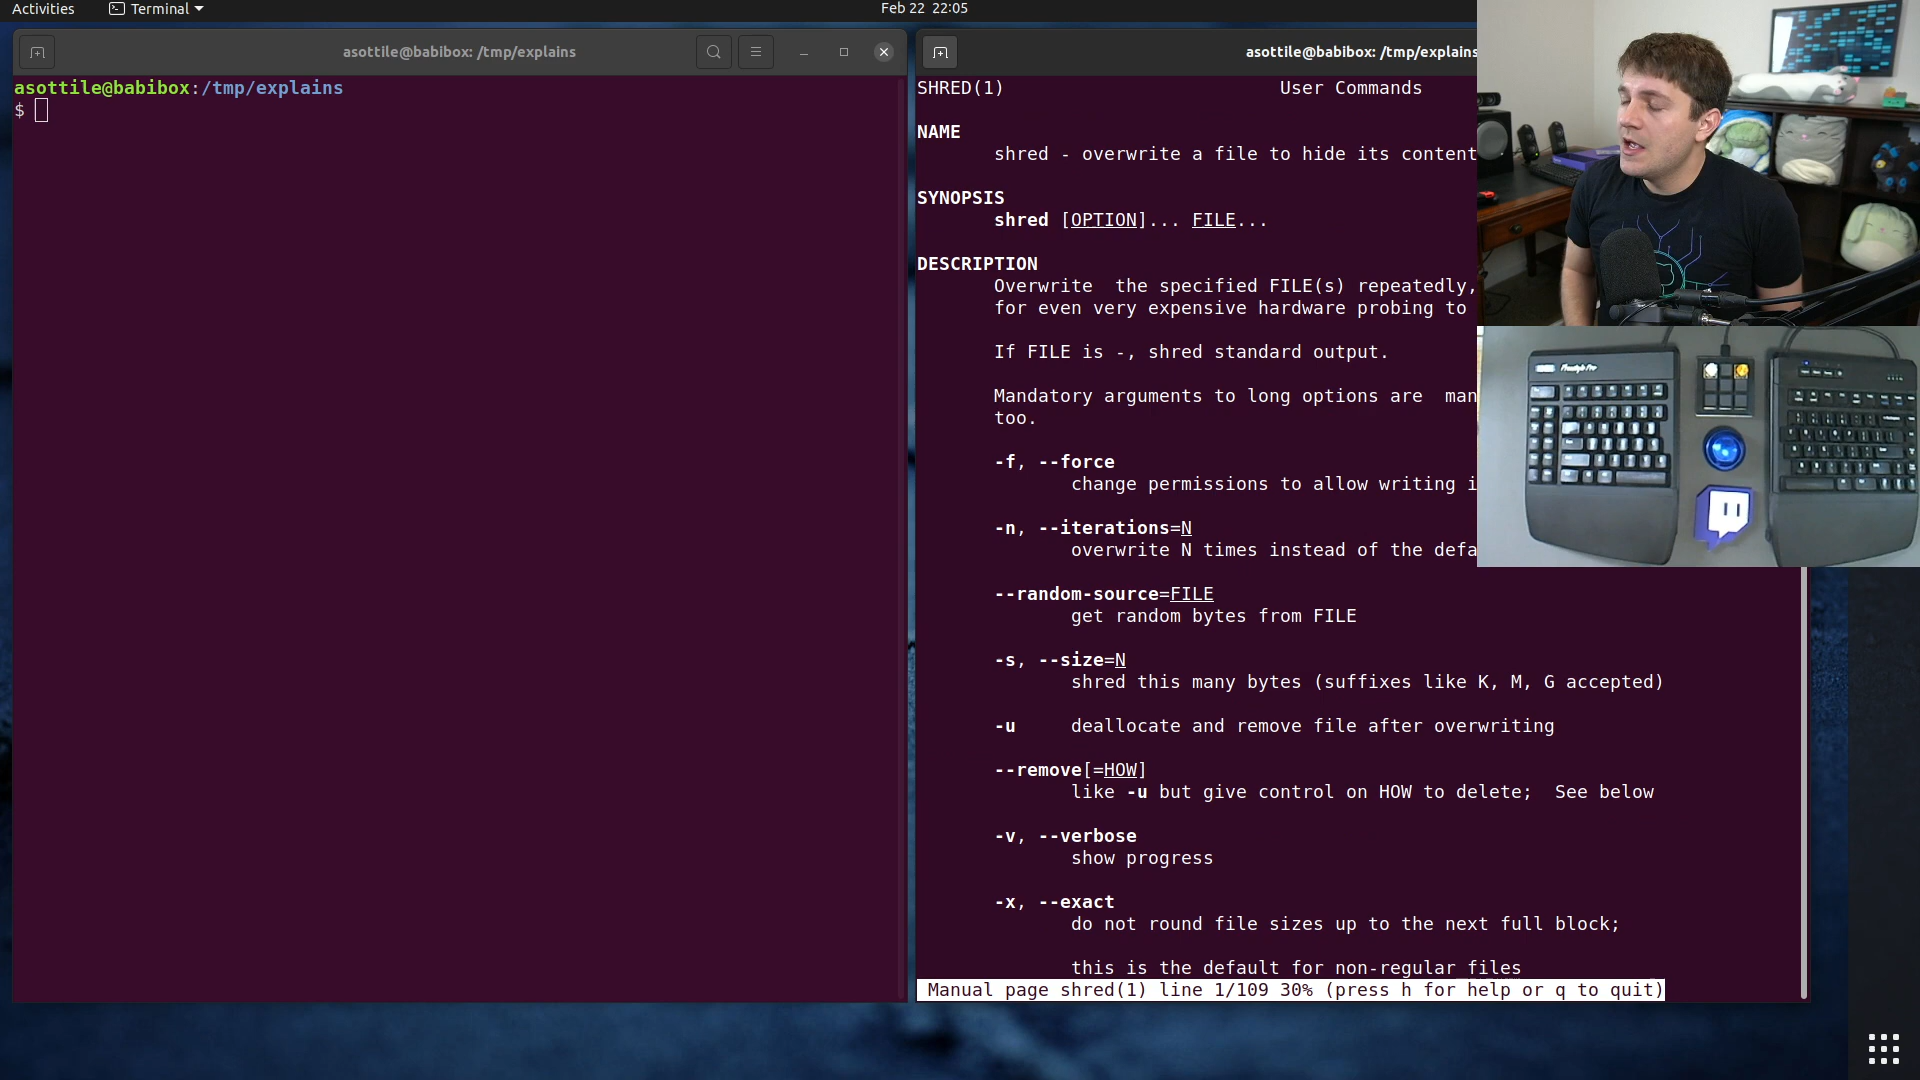 Activities
Terminal
Feb 22 22:05
asottile@babibox: /tmp/explains
asottile@babibox:/tmp/explains
$
asottile@babibox: /tmp/explains
SHRED(1) User Commands
NAME
shred - overwrite a file to hide its content
SYNOPSIS
shred [OPTION]... FILE...
DESCRIPTION
Overwrite the specified FILE(s) repeatedly,
for even very expensive hardware probing to
If FILE is -, shred standard output.
Mandatory arguments to long options are man
too.
-f, --force
change permissions to allow writing i
-n, --iterations=N
overwrite N times instead of the defa
--random-source=FILE
get random bytes from FILE
-s, --size=N
shred this many bytes (suffixes like K, M, G accepted)
-u deallocate and remove file after overwriting
--remove[=HOW]
like -u but give control on HOW to delete; See below
-v, --verbose
show progress
-x, --exact
do not round file sizes up to the next full block;
this is the default for non-regular files
Manual page shred(1) line 1/109 30% (press h for help or q to quit)
Freestyle Pro